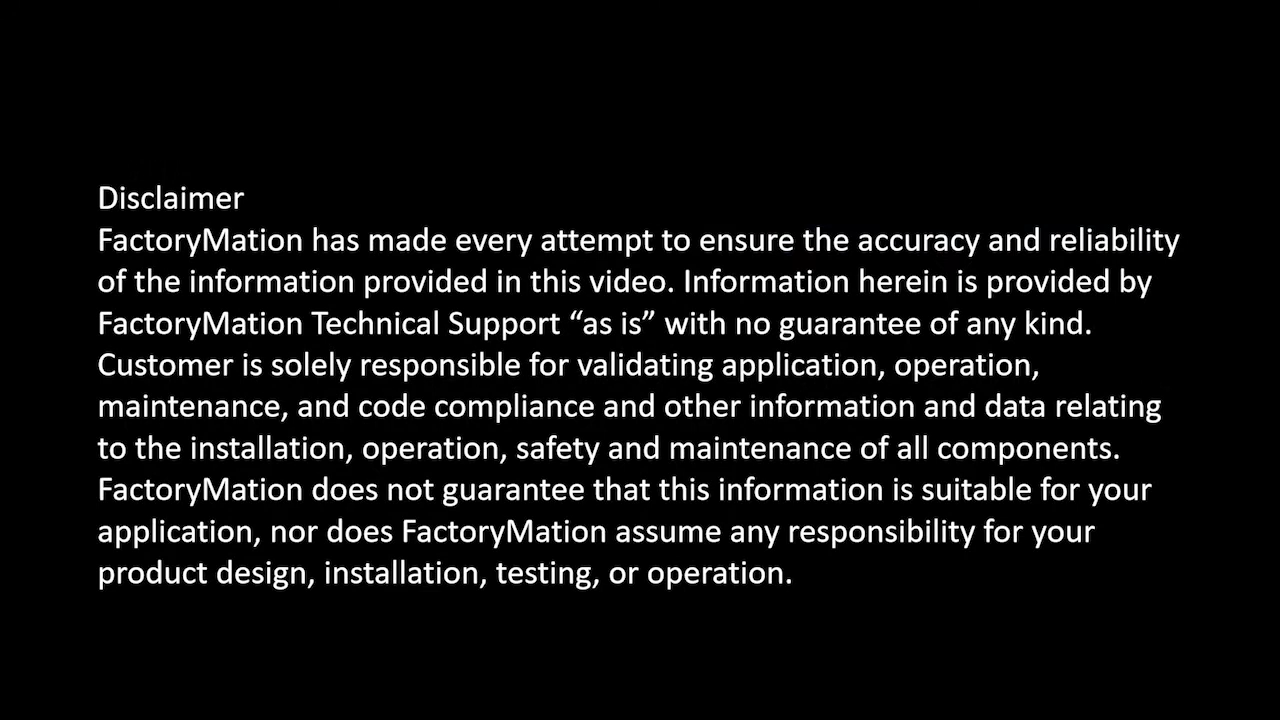 Disclaimer
FactoryMation has made every attempt to ensure the accuracy and reliability
of the information provided in this video. Information herein is provided by
FactoryMation Technical Support “as is” with no guarantee of any kind.
Customer is solely responsible for validating application, operation,
maintenance, and code compliance and other information and data relating
to the installation, operation, safety and maintenance of all components.
FactoryMation does not guarantee that this information is suitable for your
application, nor does FactoryMation assume any responsibility for your
product design, installation, testing, or operation.